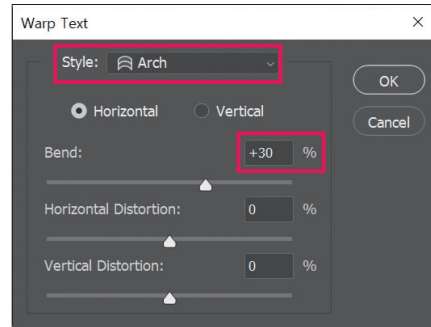 Warp Text
Style: Arch
OK
Horizontal Vertical
Cancel
Bend: +30 %
Horizontal Distortion: 0 %
Vertical Distortion: 0 %